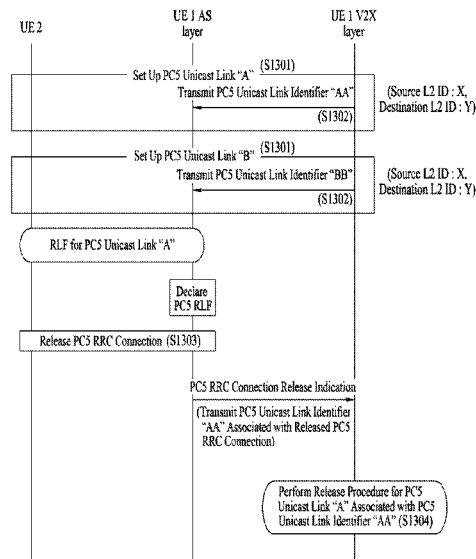 UE 2
UE 1 AS
layer
UE 1 V2X
layer
Set Up PC5 Unicast Link "A" (S1301)
Transmit PC5 Unicast Link Identifier "AA"
(S1302)
(Source L2 ID : X,
Destination L2 ID : Y)
Set Up PC5 Unicast Link "B" (S1301)
Transmit PC5 Unicast Link Identifier "BB"
(S1302)
(Source L2 ID : X,
Destination L2 ID : Y)
RLF for PC5 Unicast Link "A"
Declare
PC5 RLF
Release PC5 RRC Connection (S1303)
PC5 RRC Connection Release Indication
(Transmit PC5 Unicast Link Identifier
"AA" Associated with Released PC5
RRC Connection)
Perform Release Procedure for PC5
Unicast Link "A" Associated with PC5
Unicast Link Identifier "AA" (S1304)